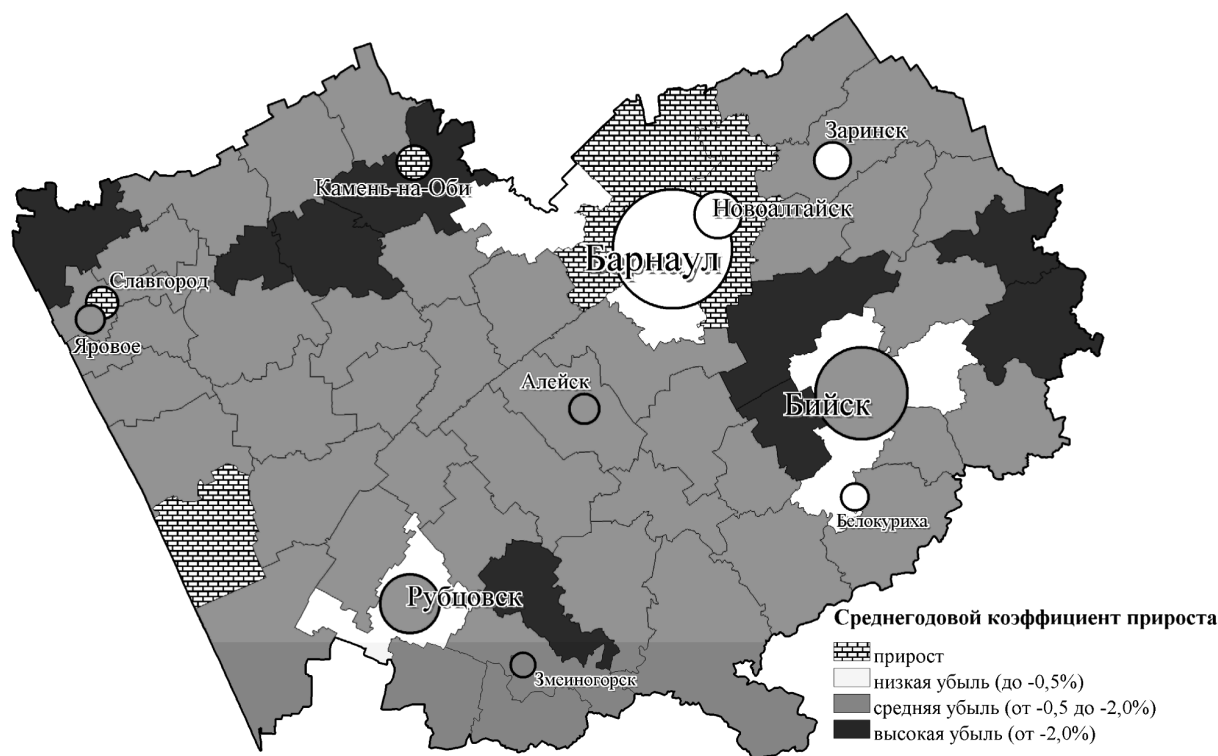 Заринск
Камень-на-Оби
Новоалтайск
Барнаул
Славгород
Яровое
Алейск
Бийск
Белокуриха
Рубцовск
Змеиногорск
Среднегодовой коэффициент прироста
прирост
низкая убыль (до -0,5%)
средняя убыль (от -0,5 до -2,0%)
высокая убыль (от -2,0%)